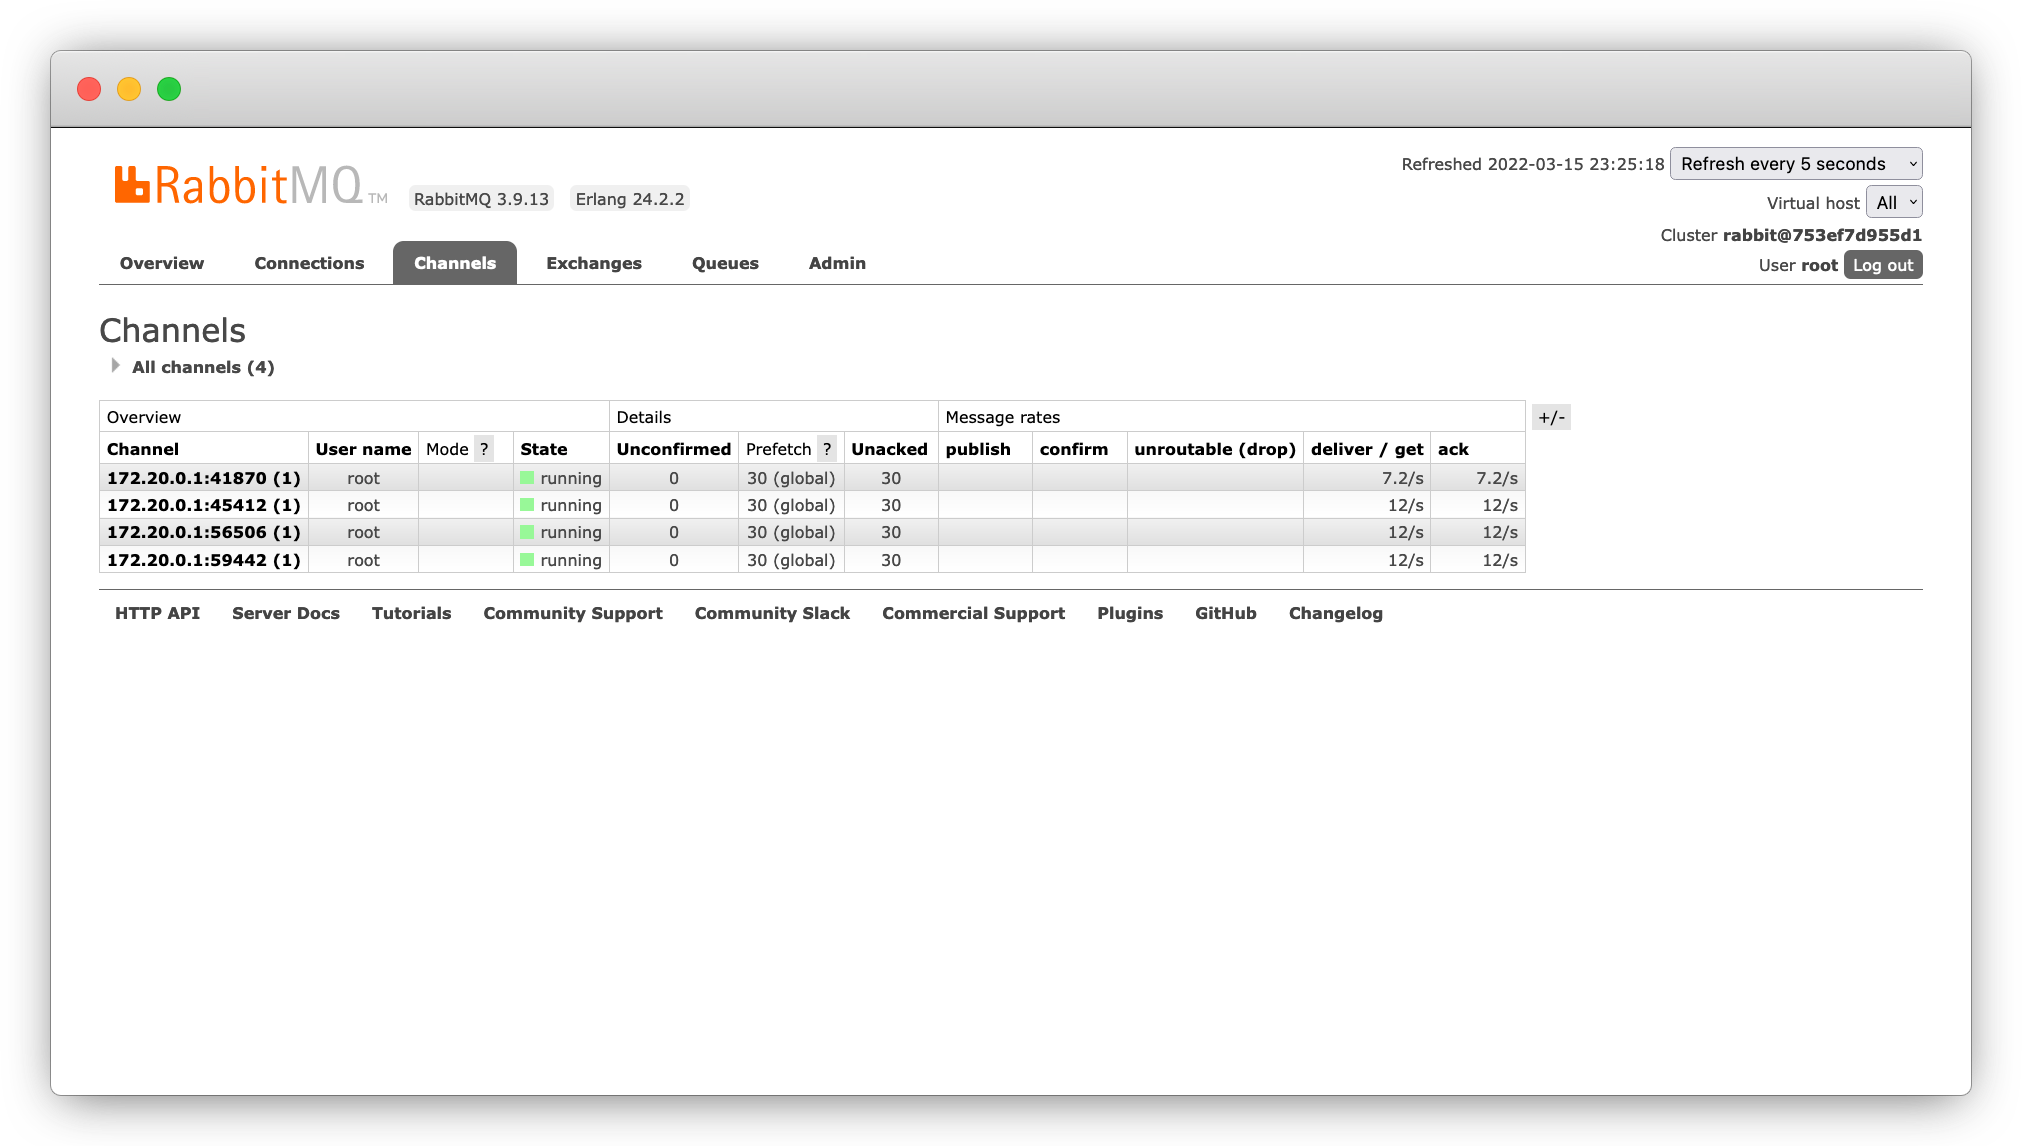 RabbitMQ TM RabbitMQ 3.9.13 Erlang 24.2.2
Refreshed 2022-03-15 23:25:18 Refresh every 5 seconds
Virtual host All
Cluster rabbit@753ef7d955d1
User root Log out
Overview Connections Channels Exchanges Queues Admin
Channels
All channels (4)
Overview Details Message rates +/-
Channel User name Mode ? State Unconfirmed Prefetch ? Unacked publish confirm unroutable (drop) deliver / get ack
172.20.0.1:41870 (1) root running 0 30 (global) 30 7.2/s 7.2/s
172.20.0.1:45412 (1) root running 0 30 (global) 30 12/s 12/s
172.20.0.1:56506 (1) root running 0 30 (global) 30 12/s 12/s
172.20.0.1:59442 (1) root running 0 30 (global) 30 12/s 12/s
HTTP API Server Docs Tutorials Community Support Community Slack Commercial Support Plugins GitHub Changelog